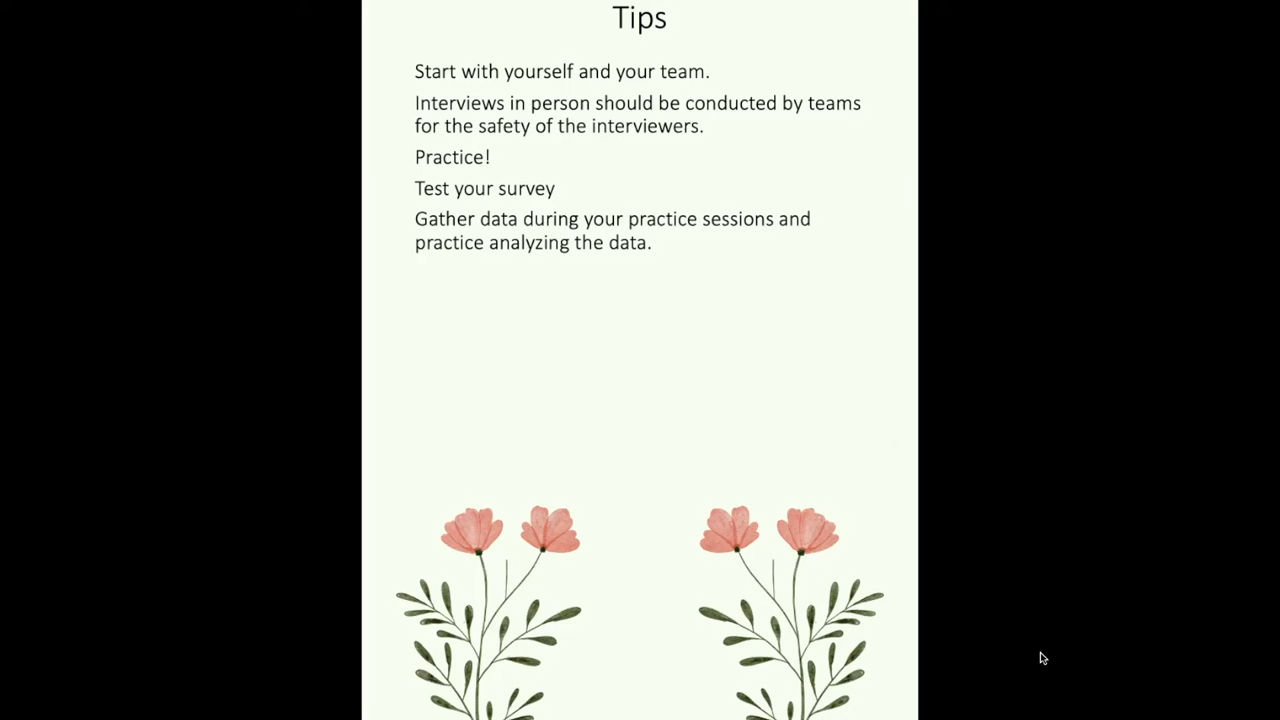 Tips
Start with yourself and your team.
Interviews in person should be conducted by teams
for the safety of the interviewers.
Practice!
Test your survey
Gather data during your practice sessions and
practice analyzing the data.